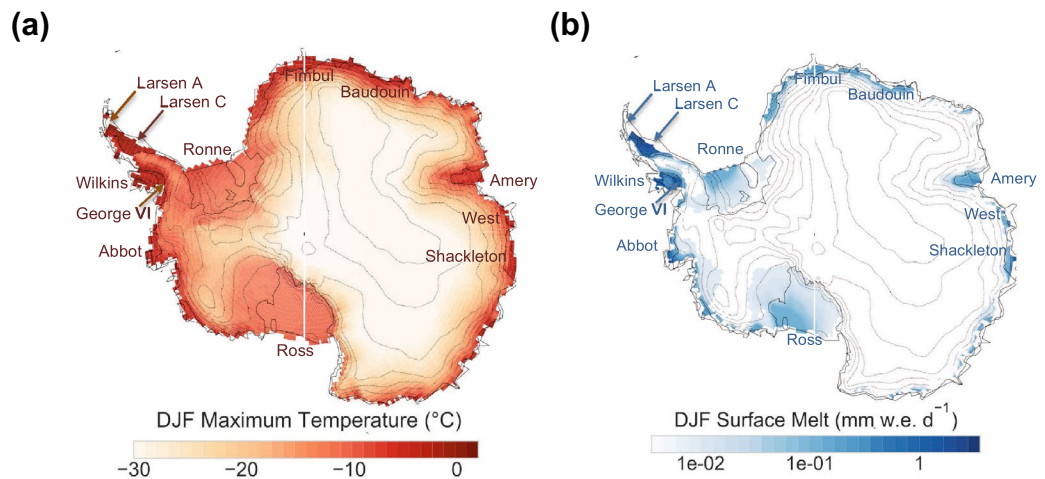 (a)
Larsen A
Larsen C
Fimbul
Baudouin
Ronne
Wilkins
George VI
Amery
West
Abbot
Shackleton
Ross
DJF Maximum Temperature (°C)
−30 −20 −10 0
(b)
Larsen A
Larsen C
Fimbul
Baudouin
Ronne
Wilkins
George VI
Amery
West
Abbot
Shackleton
Ross
DJF Surface Melt (mm w.e. d⁻¹)
1e-02 1e-01 1